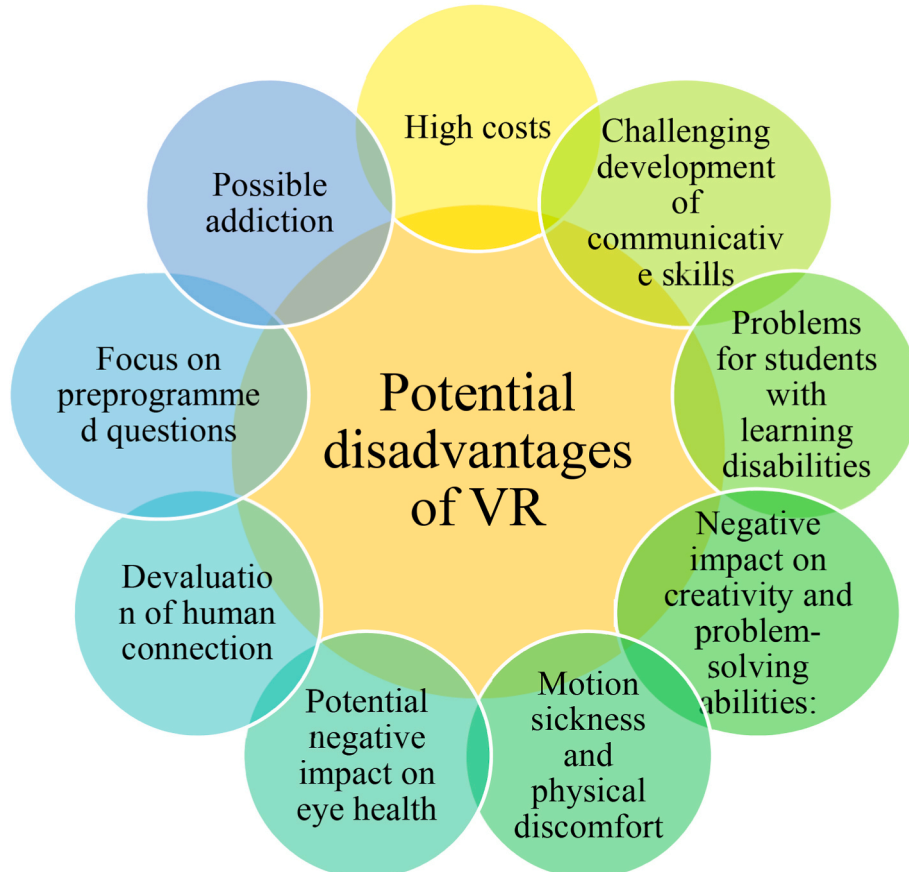 High costs
Challenging
development
of
communicativ
e skills
Problems
for students
with
learning
disabilities
Negative
impact on
creativity and
problem-
solving
abilities:
Motion
sickness
and
physical
discomfort
Potential
negative
impact on
eye health
Devaluatio
n of human
connection
Focus on
preprogramme
d questions
Possible
addiction
Potential
disadvantages
of VR